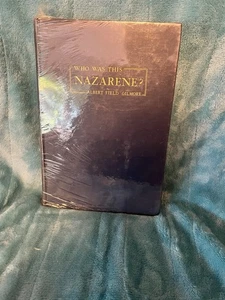 WHO WAS THIS
NAZARENE?
ALBERT FIELD GILMORE